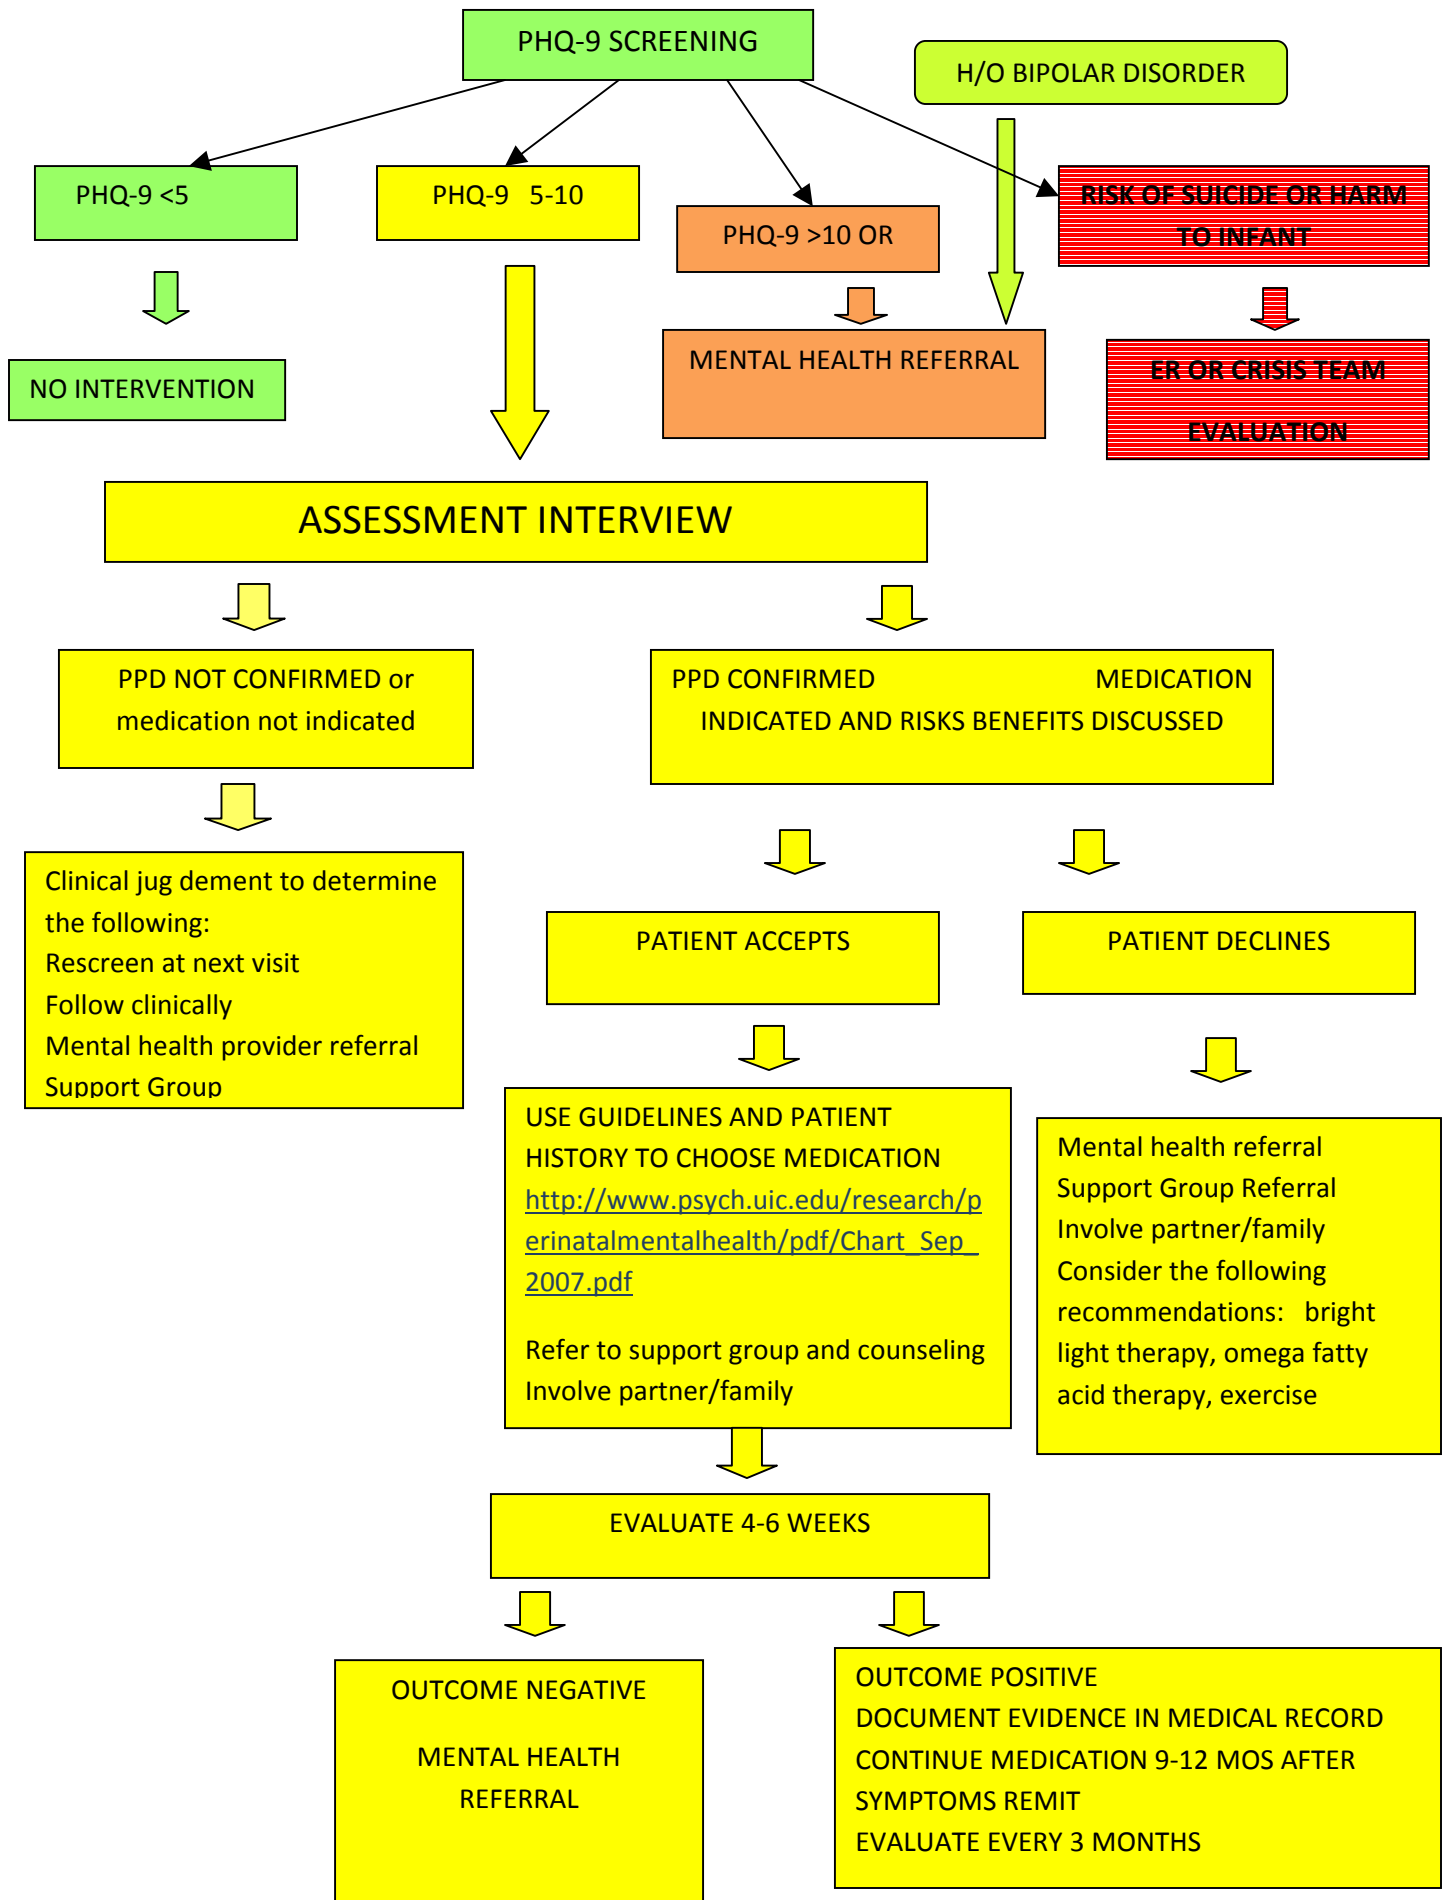 PHQ-9 SCREENING
H/O BIPOLAR DISORDER
PHQ-9 <5
PHQ-9 5-10
PHQ-9 >10 OR
RISK OF SUICIDE OR HARM
TO INFANT
NO INTERVENTION
MENTAL HEALTH REFERRAL
ER OR CRISIS TEAM
EVALUATION
ASSESSMENT INTERVIEW
PPD NOT CONFIRMED or
medication not indicated
PPD CONFIRMED MEDICATION
INDICATED AND RISKS BENEFITS DISCUSSED
Clinical jug dement to determine
the following:
Rescreen at next visit
Follow clinically
Mental health provider referral
Support Group
PATIENT ACCEPTS
PATIENT DECLINES
USE GUIDELINES AND PATIENT
HISTORY TO CHOOSE MEDICATION
http://www.psych.uic.edu/research/p
erinatalmentalhealth/pdf/Chart_Sep_
2007.pdf
Refer to support group and counseling
Involve partner/family
Mental health referral
Support Group Referral
Involve partner/family
Consider the following
recommendations: bright
light therapy, omega fatty
acid therapy, exercise
EVALUATE 4-6 WEEKS
OUTCOME NEGATIVE
MENTAL HEALTH
REFERRAL
OUTCOME POSITIVE
DOCUMENT EVIDENCE IN MEDICAL RECORD
CONTINUE MEDICATION 9-12 MOS AFTER
SYMPTOMS REMIT
EVALUATE EVERY 3 MONTHS